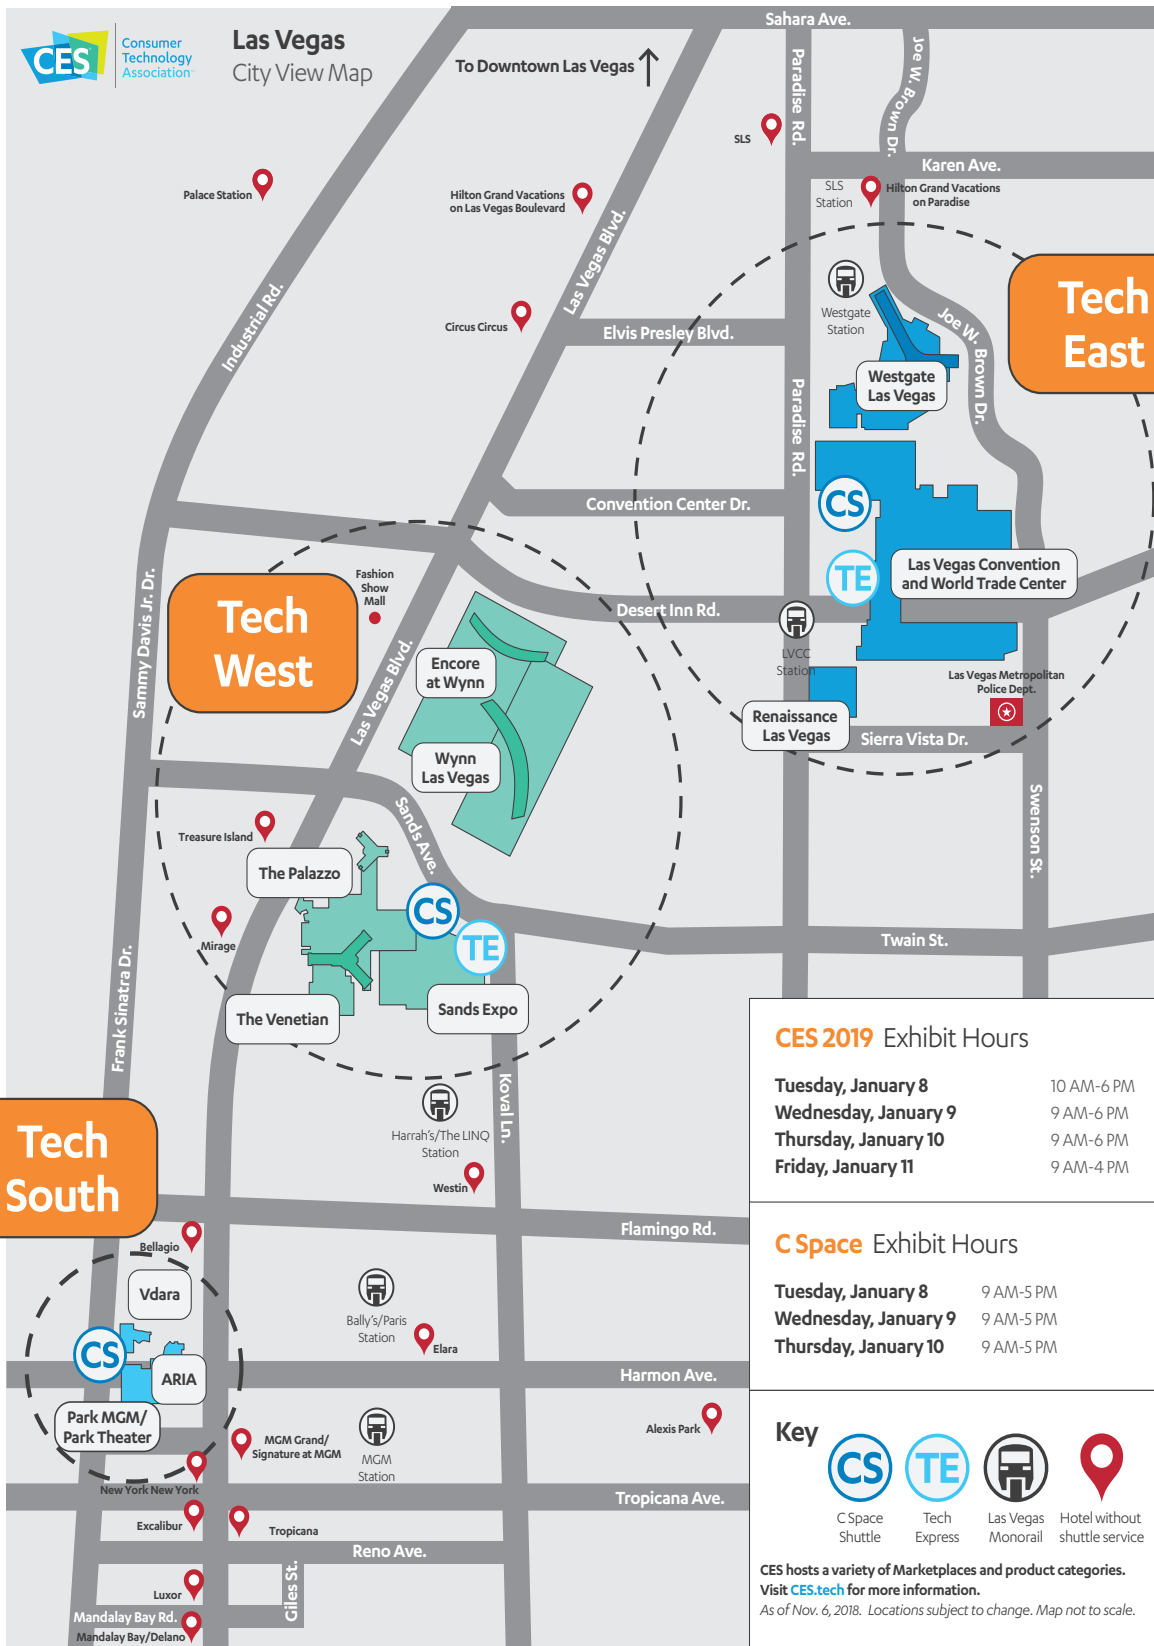 CES
Consumer
Technology
Association
Las Vegas
City View Map
To Downtown Las Vegas
Sahara Ave.
Paradise Rd.
Joe W. Brown Dr.
SLS
Karen Ave.
Palace Station
Hilton Grand Vacations
on Las Vegas Boulevard
SLS
Station
Hilton Grand Vacations
on Paradise
Las Vegas Blvd.
Industrial Rd.
Westgate
Station
Tech
East
Circus Circus
Elvis Presley Blvd.
Joe W. Brown Dr.
Westgate
Las Vegas
Paradise Rd.
CS
Convention Center Dr.
TE
Las Vegas Convention
and World Trade Center
Fashion
Show
Mall
Tech
West
Desert Inn Rd.
Sammy Davis Jr. Dr.
Las Vegas Blvd.
Encore
at Wynn
LVCC
Station
Las Vegas Metropolitan
Police Dept.
Renaissance
Las Vegas
Sierra Vista Dr.
Wynn
Las Vegas
Sands Ave.
Swenson St.
Treasure Island
The Palazzo
CS
TE
Mirage
Twain St.
Frank Sinatra Dr.
The Venetian
Sands Expo
Koval Ln.
Harrah's/The LINQ
Station
Tech
South
Westin
Flamingo Rd.
Bellagio
Vdara
Bally's/Paris
Station
Elara
CS
ARIA
Harmon Ave.
Park MGM/
Park Theater
MGM Grand/
Signature at MGM
MGM
Station
Alexis Park
New York New York
Tropicana Ave.
Excalibur
Tropicana
Reno Ave.
Giles St.
Luxor
Mandalay Bay Rd.
Mandalay Bay/Delano
CES 2019 Exhibit Hours
Tuesday, January 8 10 AM-6 PM
Wednesday, January 9 9 AM-6 PM
Thursday, January 10 9 AM-6 PM
Friday, January 11 9 AM-4 PM
C Space Exhibit Hours
Tuesday, January 8 9 AM-5 PM
Wednesday, January 9 9 AM-5 PM
Thursday, January 10 9 AM-5 PM
Key
CS
TE
C Space
Shuttle
Tech
Express
Las Vegas
Monorail
Hotel without
shuttle service
CES hosts a variety of Marketplaces and product categories.
Visit CES.tech for more information.
As of Nov. 6, 2018. Locations subject to change. Map not to scale.